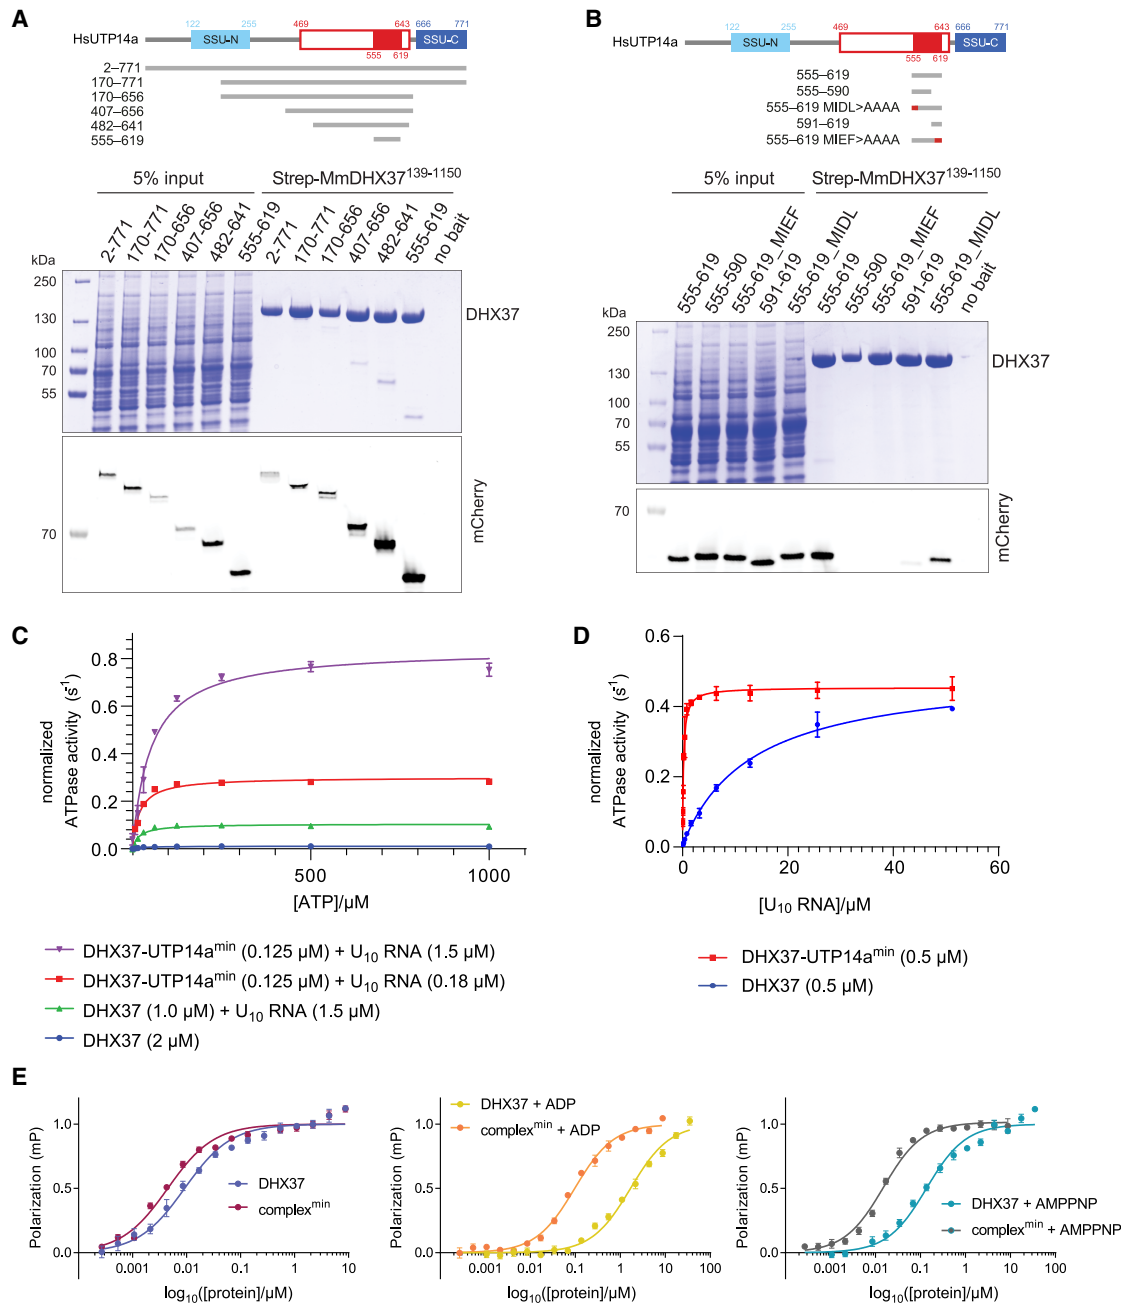 A
122 255 469 643 666 771
HsUTP14a SSU-N SSU-C
555 619
2–771
170–771
170–656
407–656
482–641
555–619
5% input Strep-MmDHX37139-1150
2-771 170-771 170-656 407-656 482-641 555-619 2-771 170-771 170-656 407-656 482-641 555-619 no bait
kDa
250
130
100
70
55
DHX37
70
mCherry
B
122 255 469 643 666 771
HsUTP14a SSU-N SSU-C
555 619
555–619
555–590
555–619 MIDL>AAAA
591–619
555–619 MIEF>AAAA
5% input Strep-MmDHX37139-1150
555-619 555-590 555-619_MIEF 591-619 555-619_MIDL 555-619 555-590 555-619_MIEF 591-619 555-619_MIDL no bait
kDa
250
130
100
70
55
DHX37
70
mCherry
C
normalized
ATPase activity (s-1)
0.8
0.6
0.4
0.2
0.0
500 1000
[ATP]/µM
DHX37-UTP14amin (0.125 µM) + U10 RNA (1.5 µM)
DHX37-UTP14amin (0.125 µM) + U10 RNA (0.18 µM)
DHX37 (1.0 µM) + U10 RNA (1.5 µM)
DHX37 (2 µM)
D
normalized
ATPase activity (s-1)
0.6
0.4
0.2
0.0
0 20 40 60
[U10 RNA]/µM
DHX37-UTP14amin (0.5 µM)
DHX37 (0.5 µM)
E
Polarization (mP)
1.0
0.5
0.0
0.001 0.01 0.1 1 10
log10([protein]/µM)
DHX37
complexmin
Polarization (mP)
1.0
0.5
0.0
0.001 0.01 0.1 1 10 100
log10([protein]/µM)
DHX37 + ADP
complexmin + ADP
Polarization (mP)
1.0
0.5
0.0
0.001 0.01 0.1 1 10 100
log10([protein]/µM)
DHX37 + AMPPNP
complexmin + AMPPNP